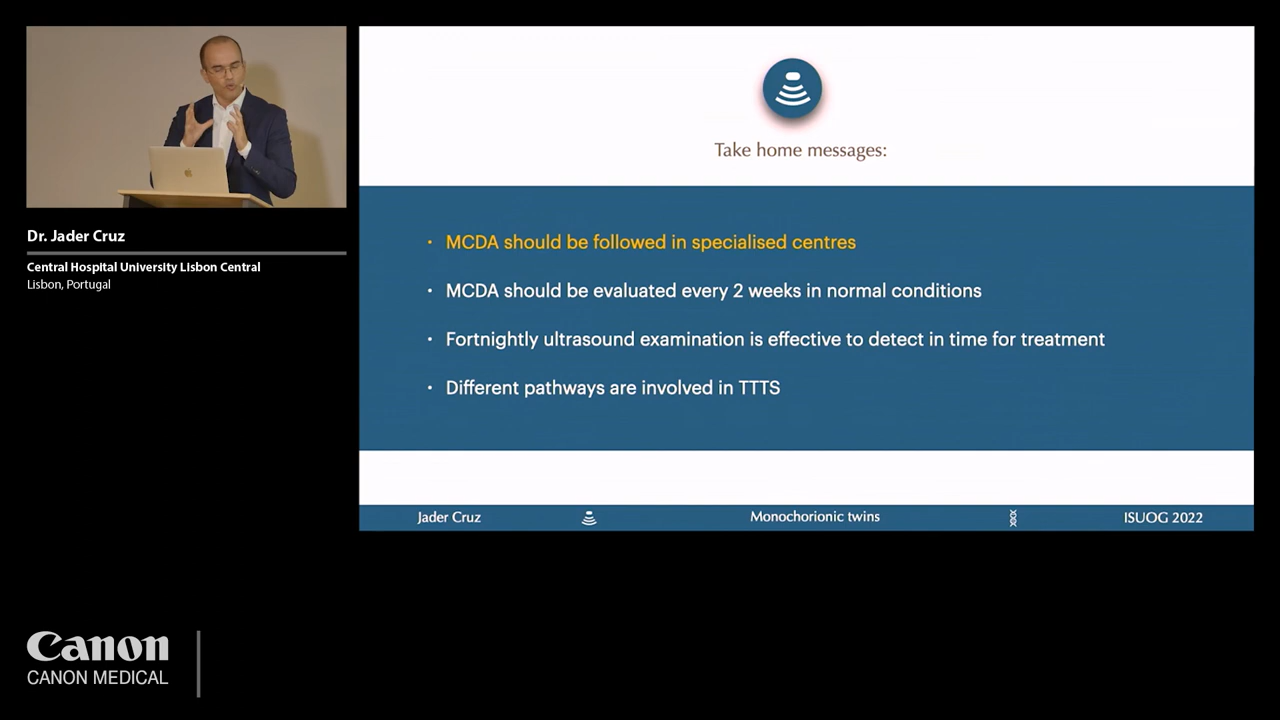 Take home messages:
• MCDA should be followed in specialised centres
• MCDA should be evaluated every 2 weeks in normal conditions
• Fortnightly ultrasound examination is effective to detect in time for treatment
• Different pathways are involved in TTTS
Jader Cruz
Monochorionic twins
ISUOG 2022
Dr. Jader Cruz
Central Hospital University Lisbon Central
Lisbon, Portugal
Canon
CANON MEDICAL